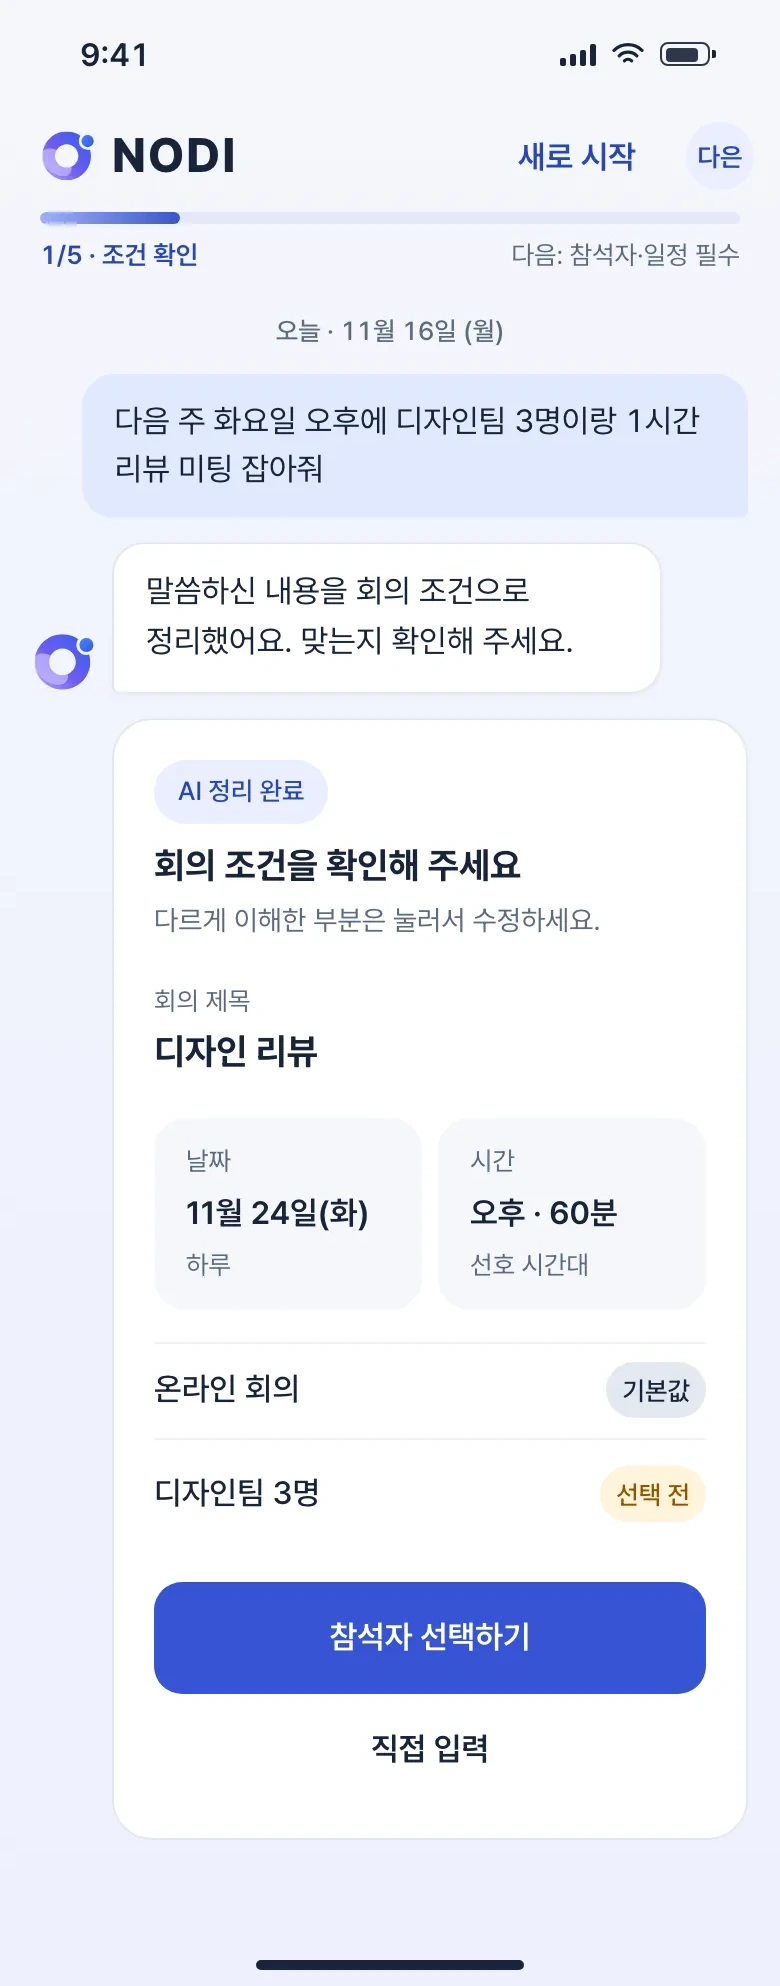 9:41
NODI
새로 시작
다은
1/5 · 조건 확인
다음: 참석자·일정 필수
오늘 · 11월 16일 (월)
다음 주 화요일 오후에 디자인팀 3명이랑 1시간
리뷰 미팅 잡아줘
말씀하신 내용을 회의 조건으로
정리했어요. 맞는지 확인해 주세요.
AI 정리 완료
회의 조건을 확인해 주세요
다르게 이해한 부분은 눌러서 수정하세요.
회의 제목
디자인 리뷰
날짜
11월 24일(화)
하루
시간
오후 · 60분
선호 시간대
온라인 회의
기본값
디자인팀 3명
선택 전
참석자 선택하기
직접 입력